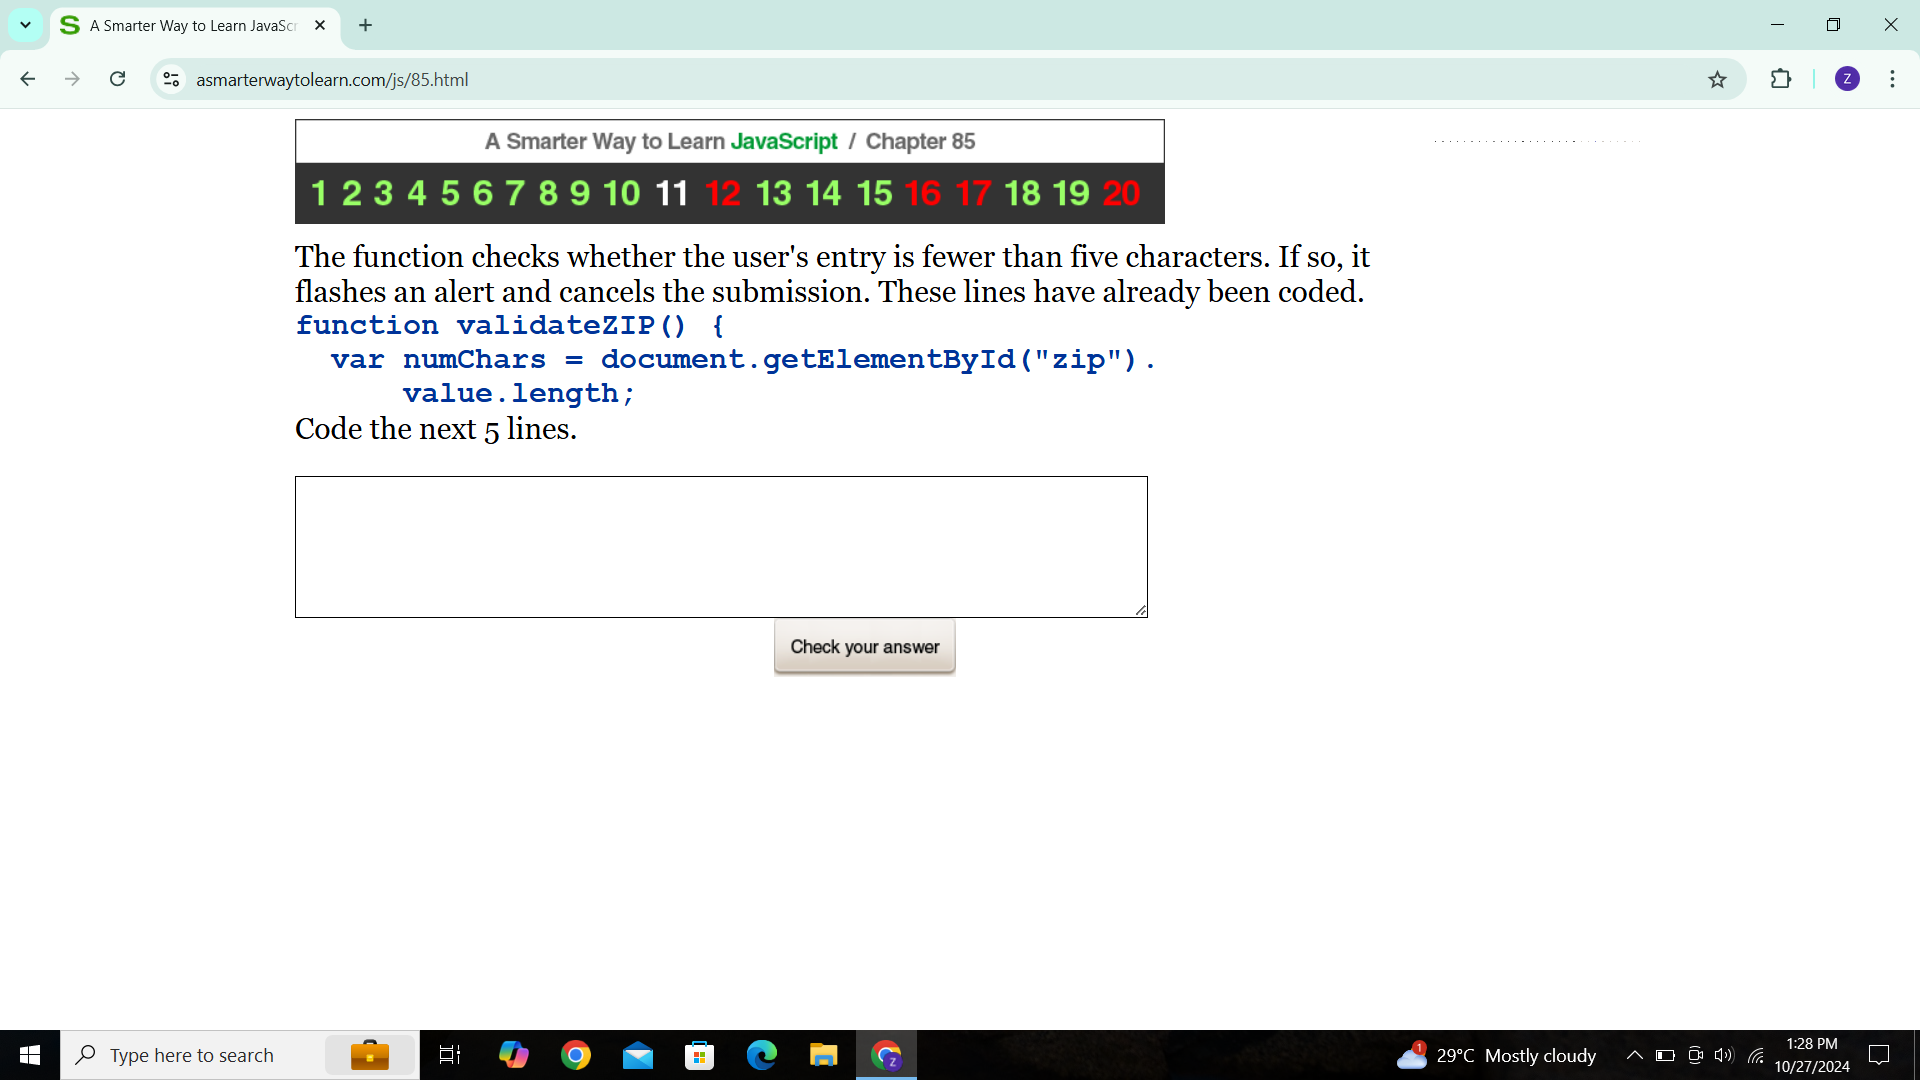 A Smarter Way to Learn JavaScr
asmarterwaytolearn.com/js/85.html
Z
A Smarter Way to Learn JavaScript / Chapter 85
1 2 3 4 5 6 7 8 9 10 11 12 13 14 15 16 17 18 19 20
The function checks whether the user's entry is fewer than five characters. If so, it
flashes an alert and cancels the submission. These lines have already been coded.
function validateZIP() {
var numChars = document.getElementById("zip").
value.length;
Code the next 5 lines.
Check your answer
Type here to search
Z
1
29°C Mostly cloudy
1:28 PM
10/27/2024